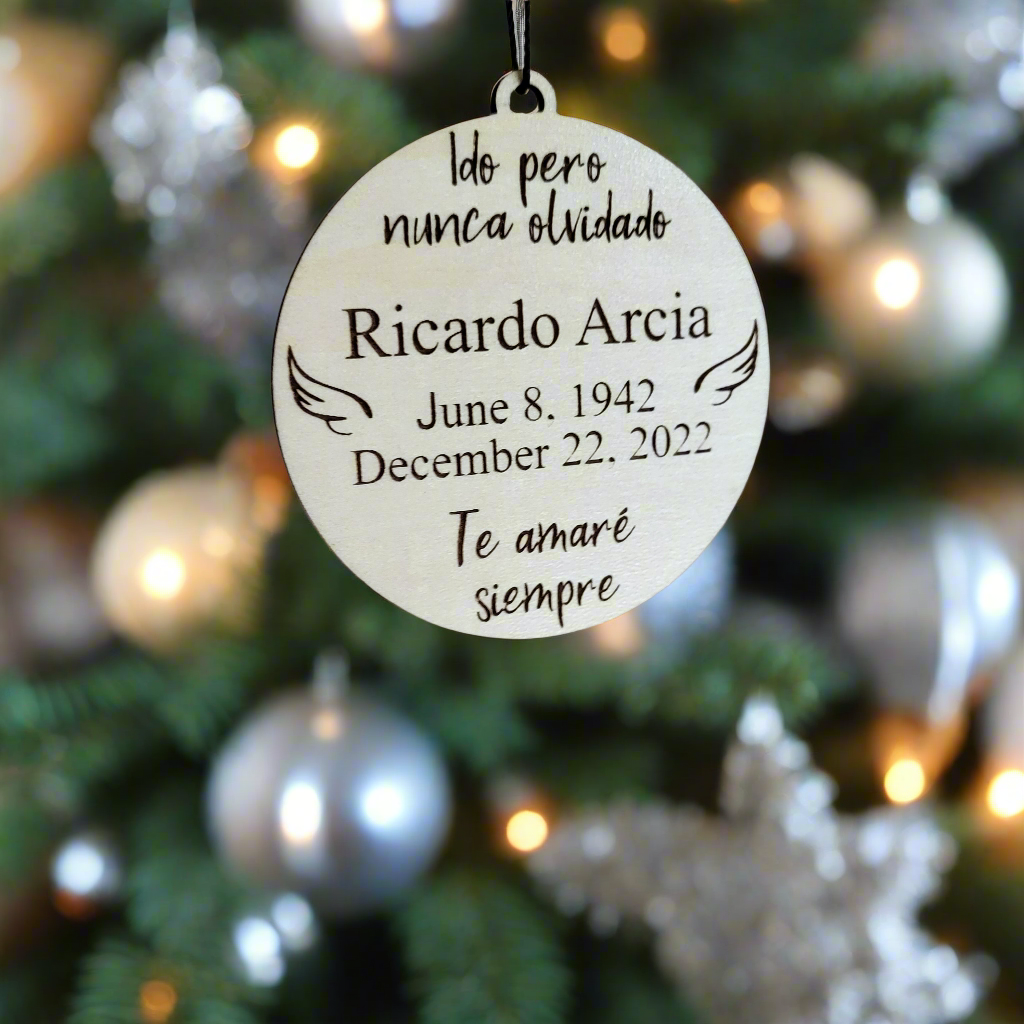 Ido pero
nunca olvidado
Ricardo Arcia
June 8, 1942
December 22, 2022
Te amaré
siempre